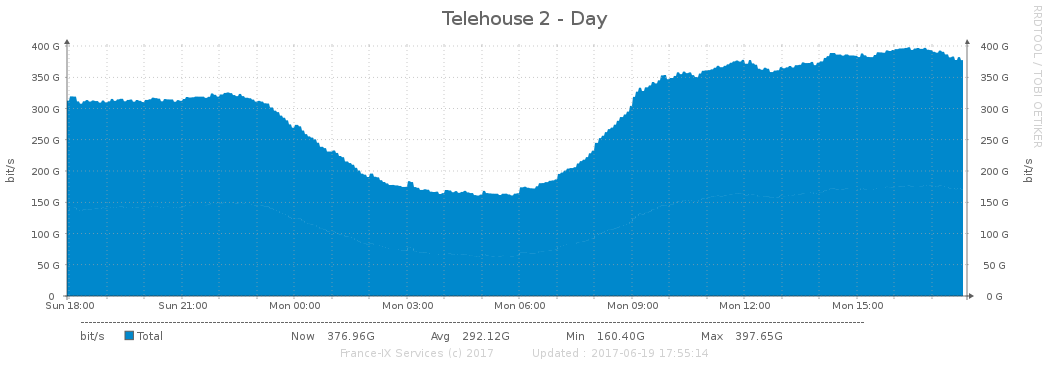 Telehouse 2 - Day
RRDTOOL / TOBI OETIKER
bit/s
400 G
350 G
300 G
250 G
200 G
150 G
100 G
50 G
0
400 G
350 G
300 G
250 G
200 G
150 G
100 G
50 G
0 G
bit/s
Sun 18:00 Sun 21:00 Mon 00:00 Mon 03:00 Mon 06:00 Mon 09:00 Mon 12:00 Mon 15:00
bit/s Total Now 376.96G Avg 292.12G Min 160.40G Max 397.65G
France-IX Services (c) 2017 Updated : 2017-06-19 17:55:14